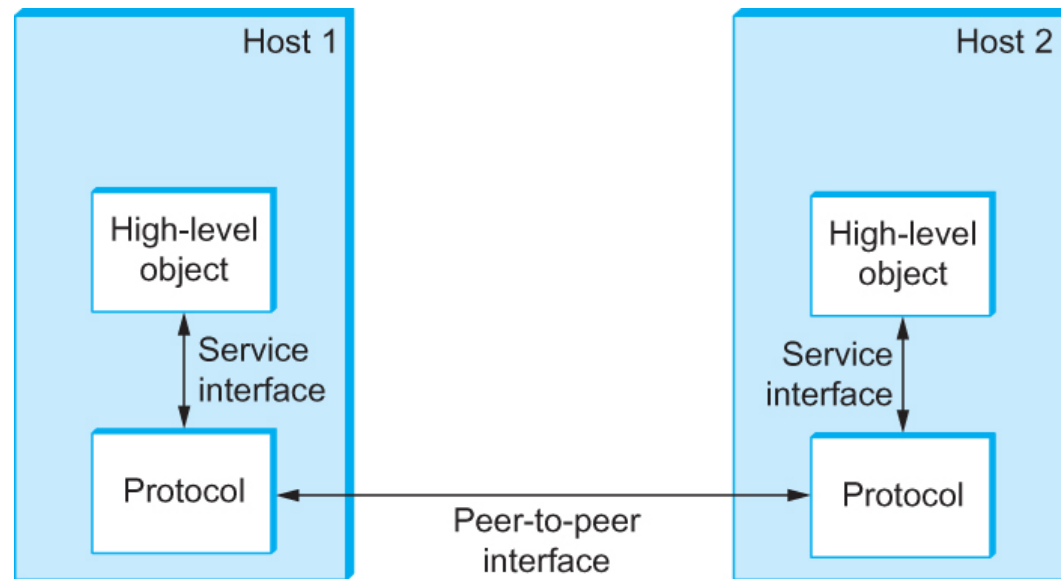 Host 1
Host 2
High-level
object
High-level
object
Service
interface
Service
interface
Protocol
Protocol
Peer-to-peer
interface